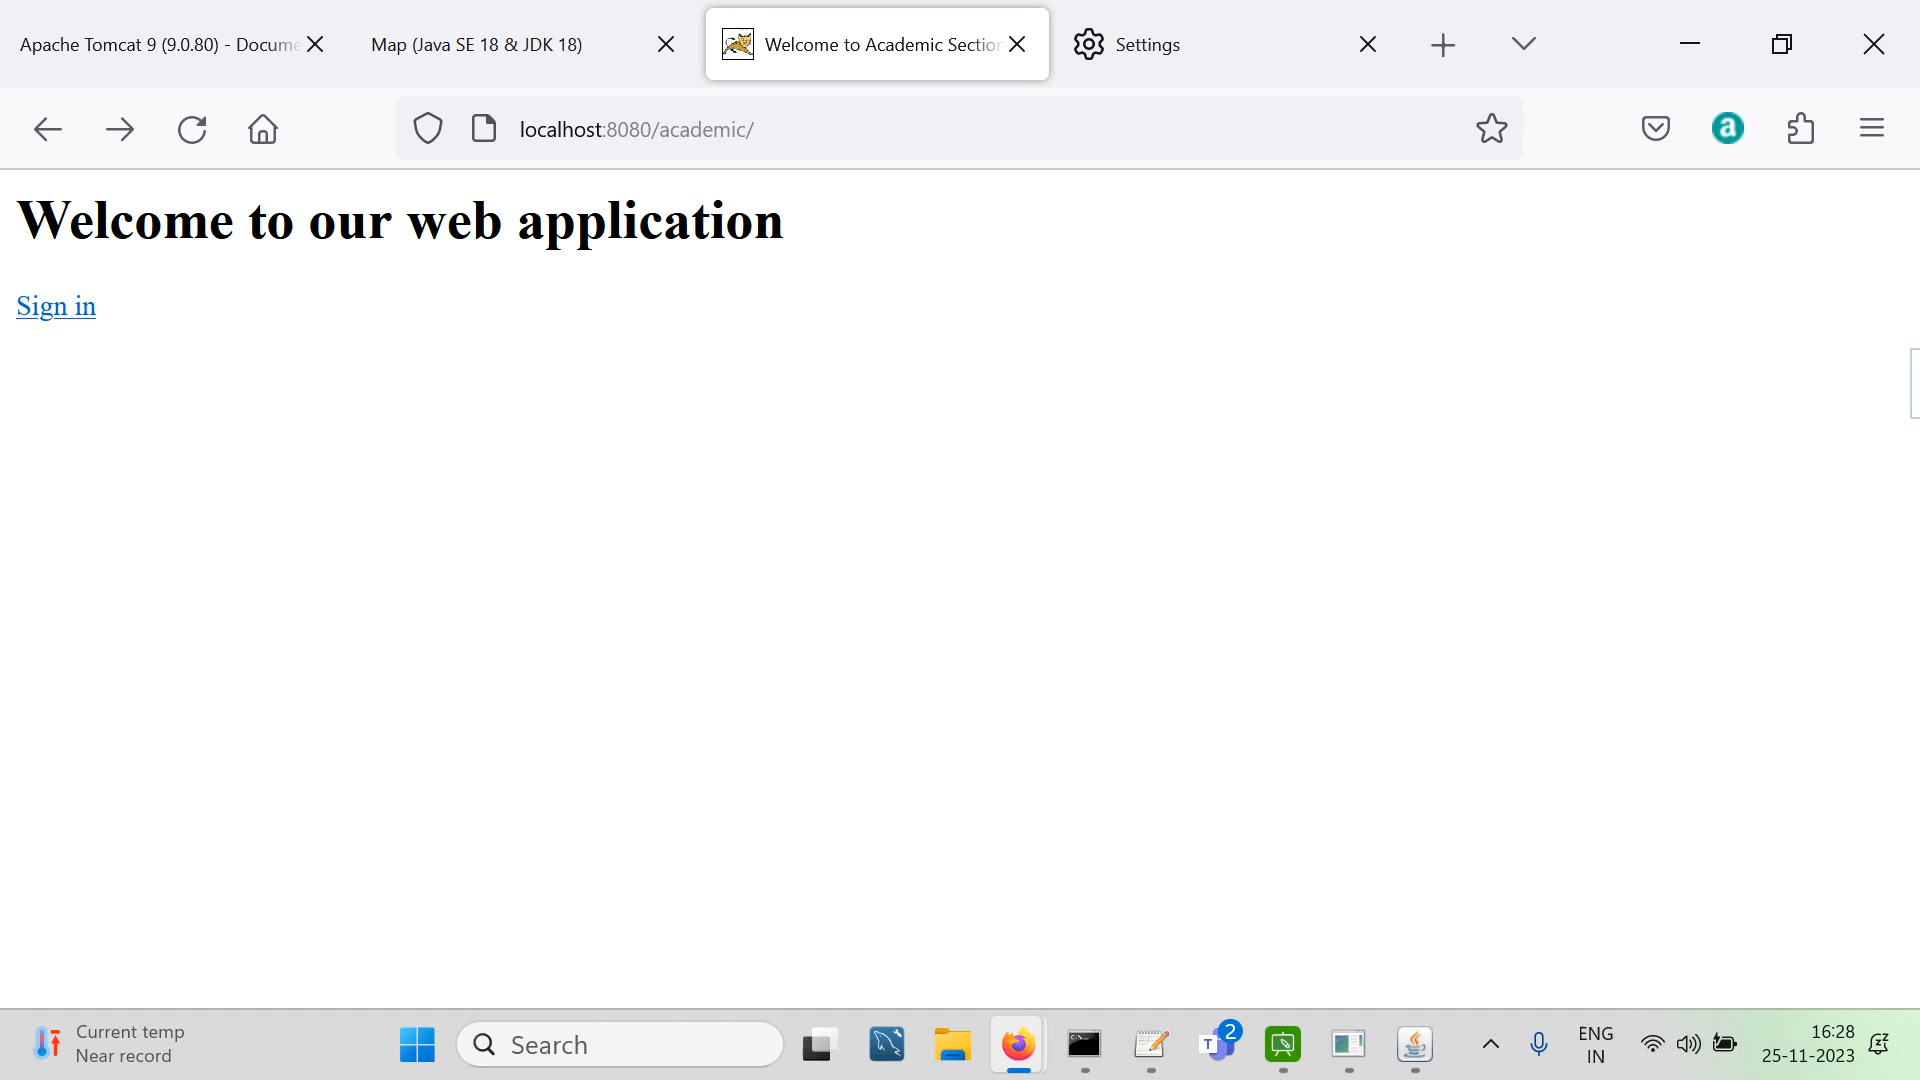 Apache Tomcat 9 (9.0.80) - Docume
Map (Java SE 18 & JDK 18)
Welcome to Academic Section
Settings
localhost:8080/academic/
a
Welcome to our web application
Sign in
Current temp
Near record
Search
T
2
ENG
IN
16:28
25-11-2023